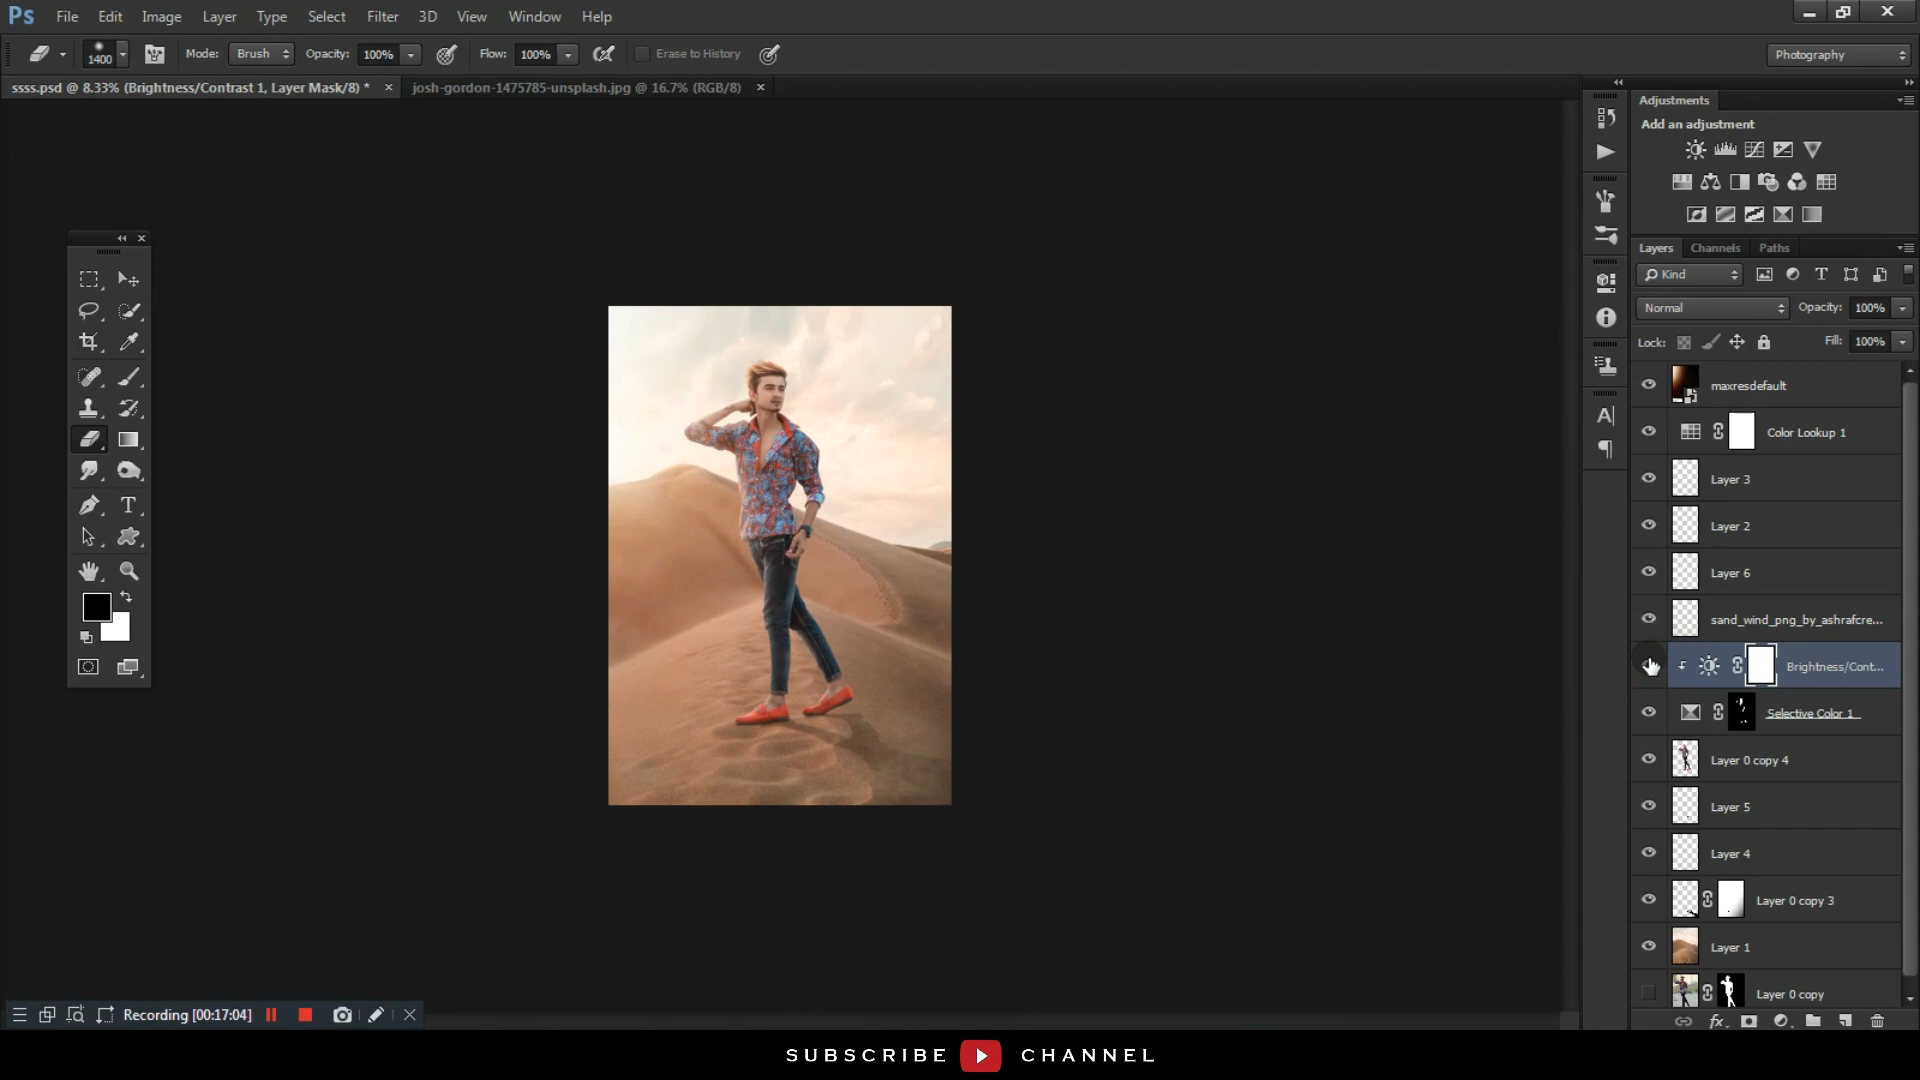 Ps File Edit Image Layer Type Select Filter 3D View Window Help
1400 Mode: Brush Opacity: 100% Flow: 100% Erase to History Photography
ssss.psd @ 8.33% (Brightness/Contrast 1, Layer Mask/8) * josh-gordon-1475785-unsplash.jpg @ 16.7% (RGB/8)
Adjustments
Add an adjustment
Layers Channels Paths
Kind
Normal Opacity: 100%
Lock: Fill: 100%
maxresdefault
Color Lookup 1
Layer 3
Layer 2
Layer 6
sand_wind_png_by_ashrafcre...
Brightness/Cont...
Selective Color 1
Layer 0 copy 4
Layer 5
Layer 4
Layer 0 copy 3
Layer 1
Layer 0 copy
Recording [00:17:04]
SUBSCRIBE CHANNEL